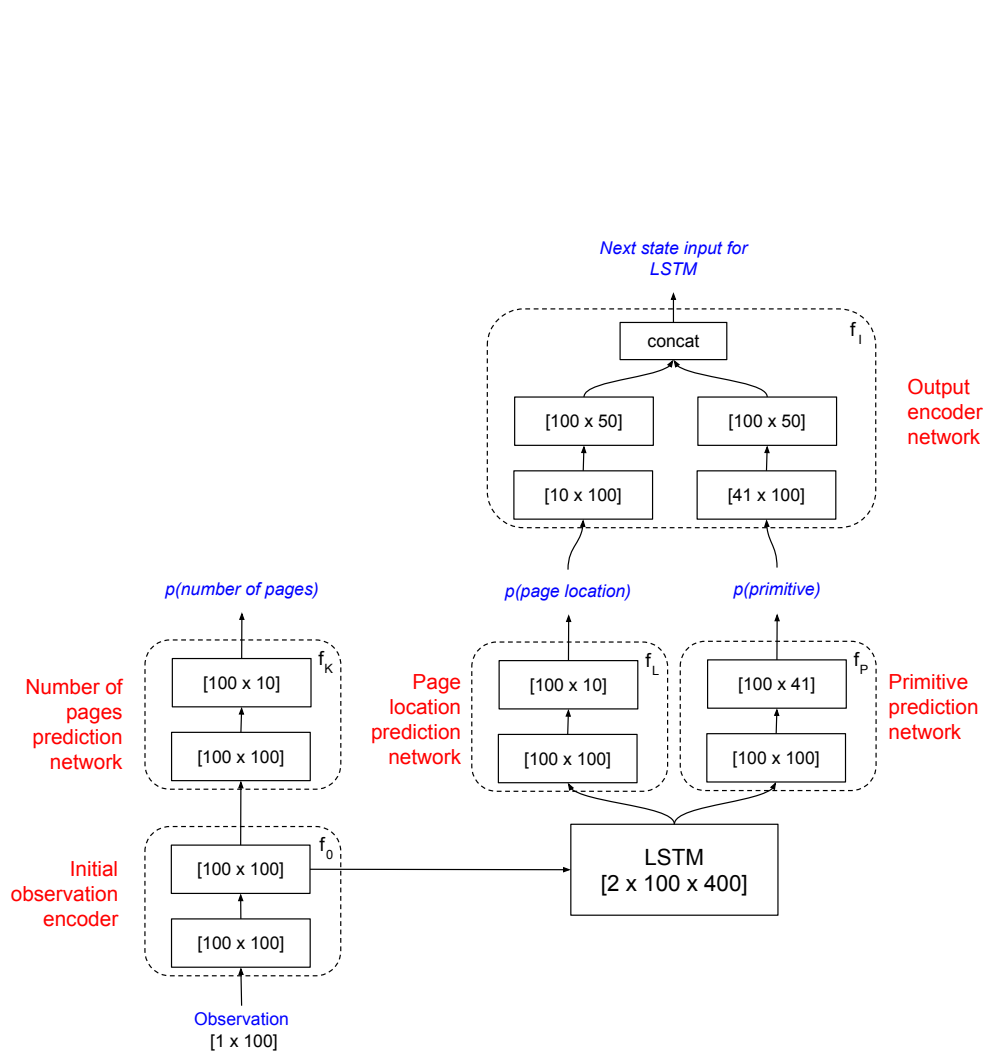 Next state input for
LSTM
f_I
concat
Output
encoder
network
[100 x 50]
[100 x 50]
[10 x 100]
[41 x 100]
p(number of pages)
p(page location)
p(primitive)
f_K
[100 x 10]
[100 x 100]
Number of
pages
prediction
network
f_L
[100 x 10]
[100 x 100]
Page
location
prediction
network
f_P
[100 x 41]
[100 x 100]
Primitive
prediction
network
f_0
[100 x 100]
[100 x 100]
Initial
observation
encoder
LSTM
[2 x 100 x 400]
Observation
[1 x 100]